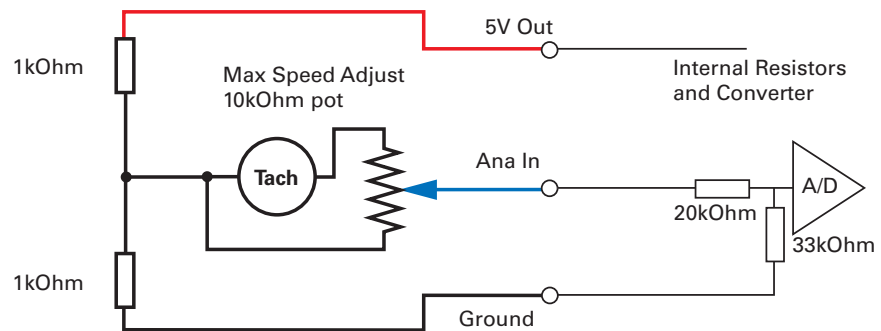 5V Out
1kOhm
Max Speed Adjust
10kOhm pot
Internal Resistors
and Converter
Tach
Ana In
A/D
20kOhm
33kOhm
1kOhm
Ground